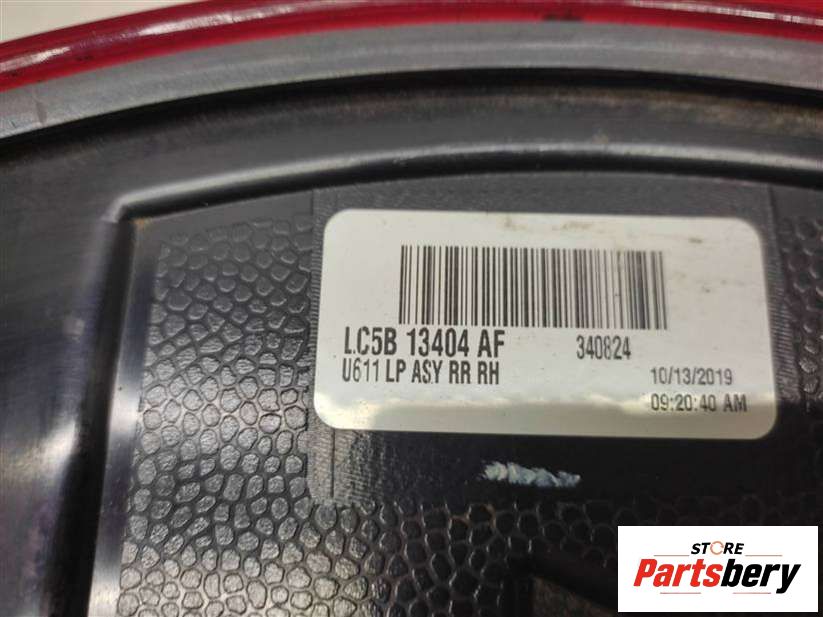 LC5B 13404 AF 340824
U611 LP ASY RR RH 10/13/2019
09:20:40 AM
STORE
Partsbery